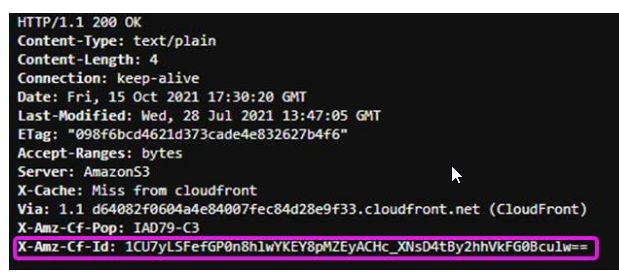 HTTP/1.1 200 OK
Content-Type: text/plain
Content-Length: 4
Connection: keep-alive
Date: Fri, 15 Oct 2021 17:30:20 GMT
Last-Modified: Wed, 28 Jul 2021 13:47:05 GMT
ETag: "098f6bcd4621d373cade4e832627b4f6"
Accept-Ranges: bytes
Server: AmazonS3
X-Cache: Miss from cloudfront
Via: 1.1 d64082f0604a4e84007fec84d28e9f33.cloudfront.net (CloudFront)
X-Amz-Cf-Pop: IAD79-C3
X-Amz-Cf-Id: 1CU7yLSFefGP0n8hlwYKEY8pMZEyACHc_XNsD4tBy2hhVkFG0Bculw==